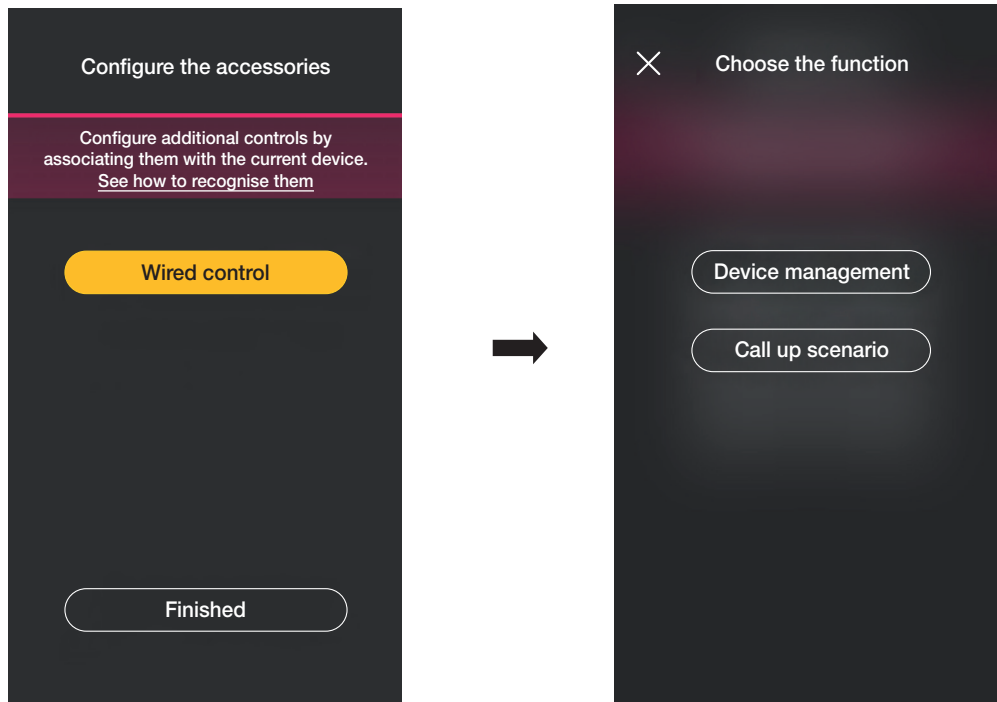 Configure the accessories
Configure additional controls by
associating them with the current device.
See how to recognise them
Wired control
Finished
Choose the function
Device management
Call up scenario